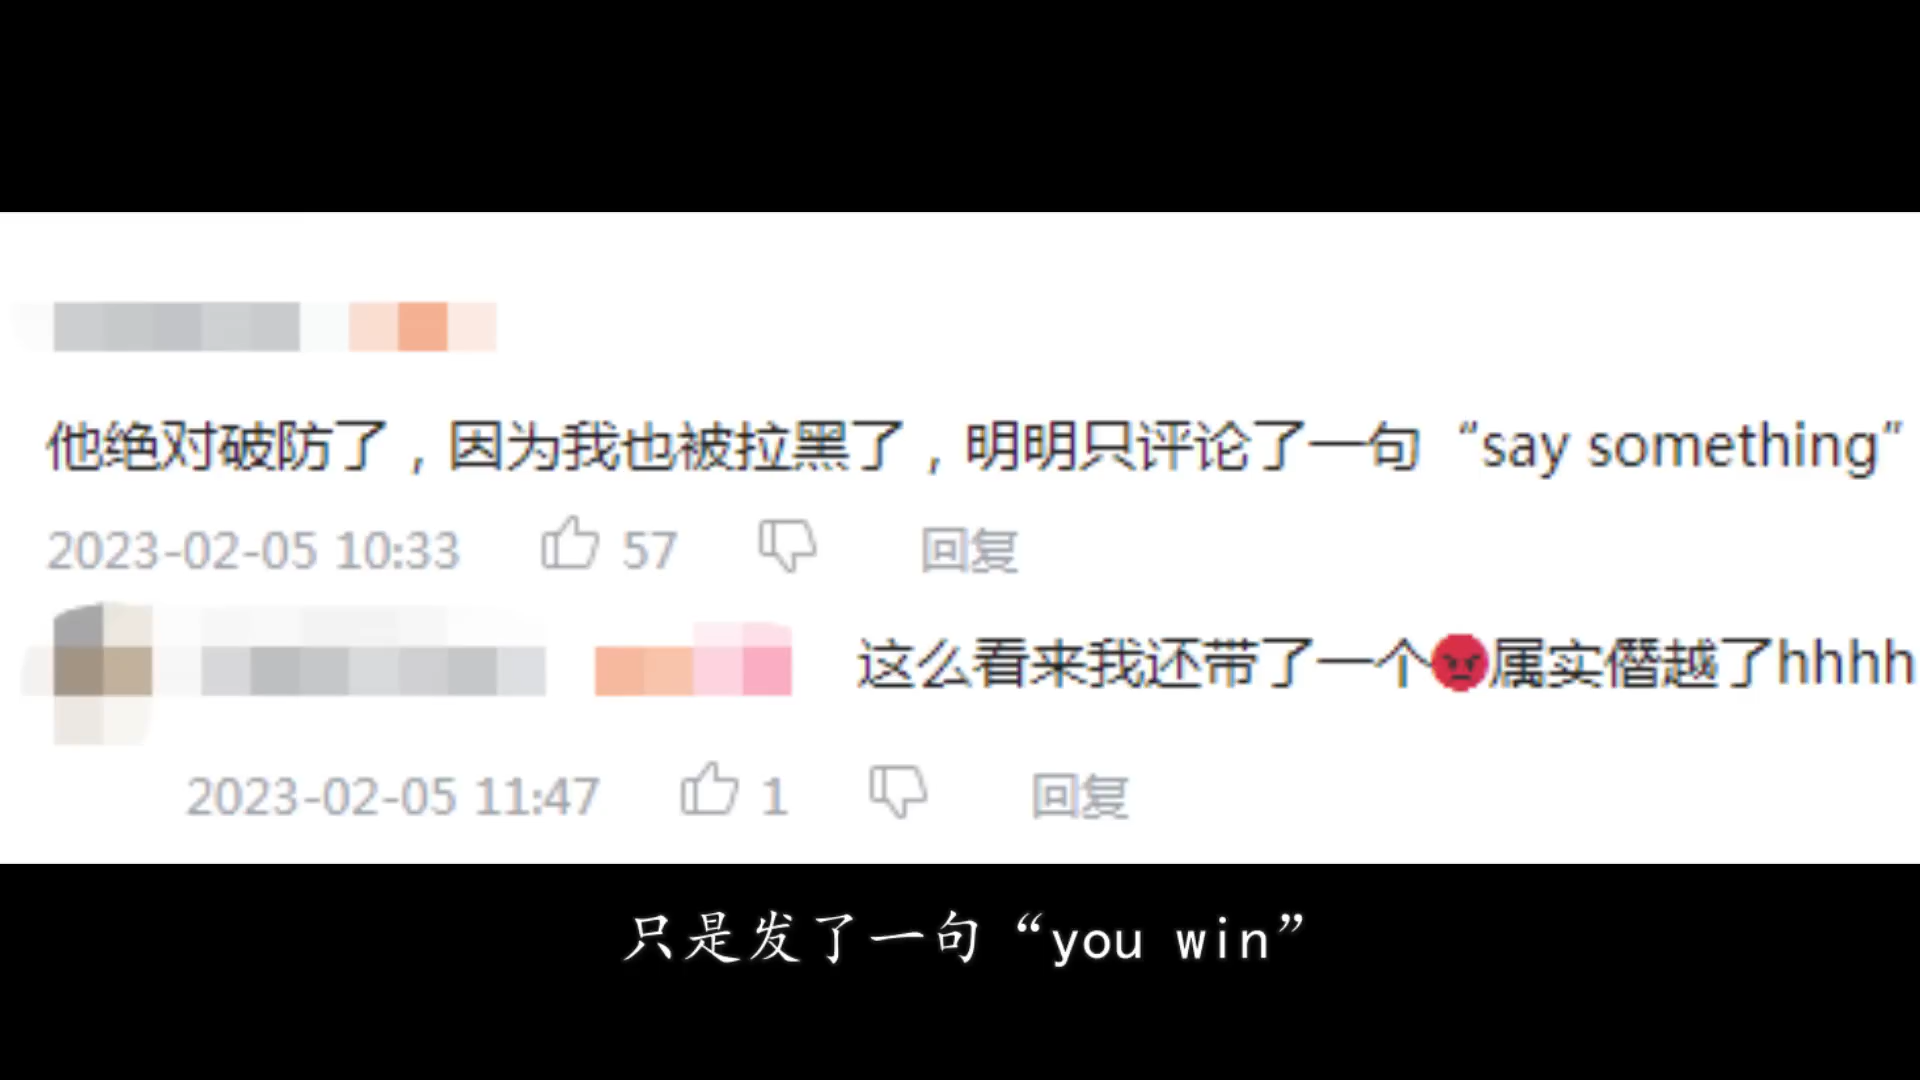 他绝对破防了，因为我也被拉黑了，明明只评论了一句“say something”
2023-02-05 10:33 57 回复
这么看来我还带了一个😡属实僭越了hhhh
2023-02-05 11:47 1 回复
只是发了一句“you win”